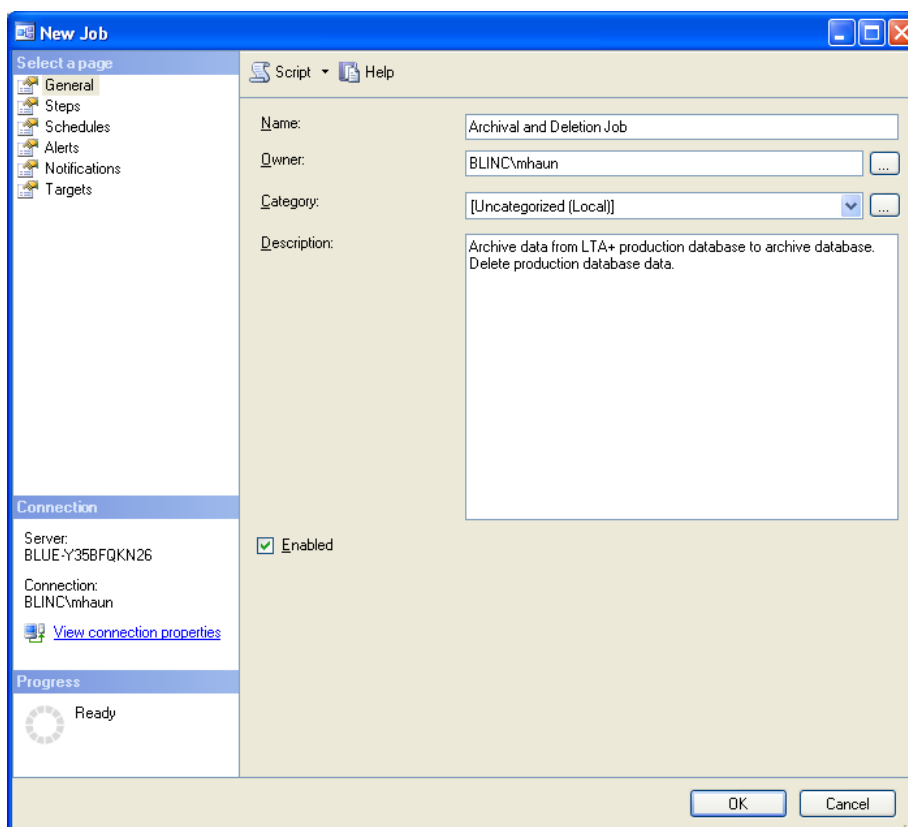 New Job
Select a page
General
Steps
Schedules
Alerts
Notifications
Targets
Script
Help
Name:
Archival and Deletion Job
Owner:
BLINC\mhaun
...
Category:
[Uncategorized (Local)]
...
Description:
Archive data from LTA+ production database to archive database.
Delete production database data.
Enabled
Connection
Server:
BLUE-Y35BFQKN26
Connection:
BLINC\mhaun
View connection properties
Progress
Ready
OK
Cancel